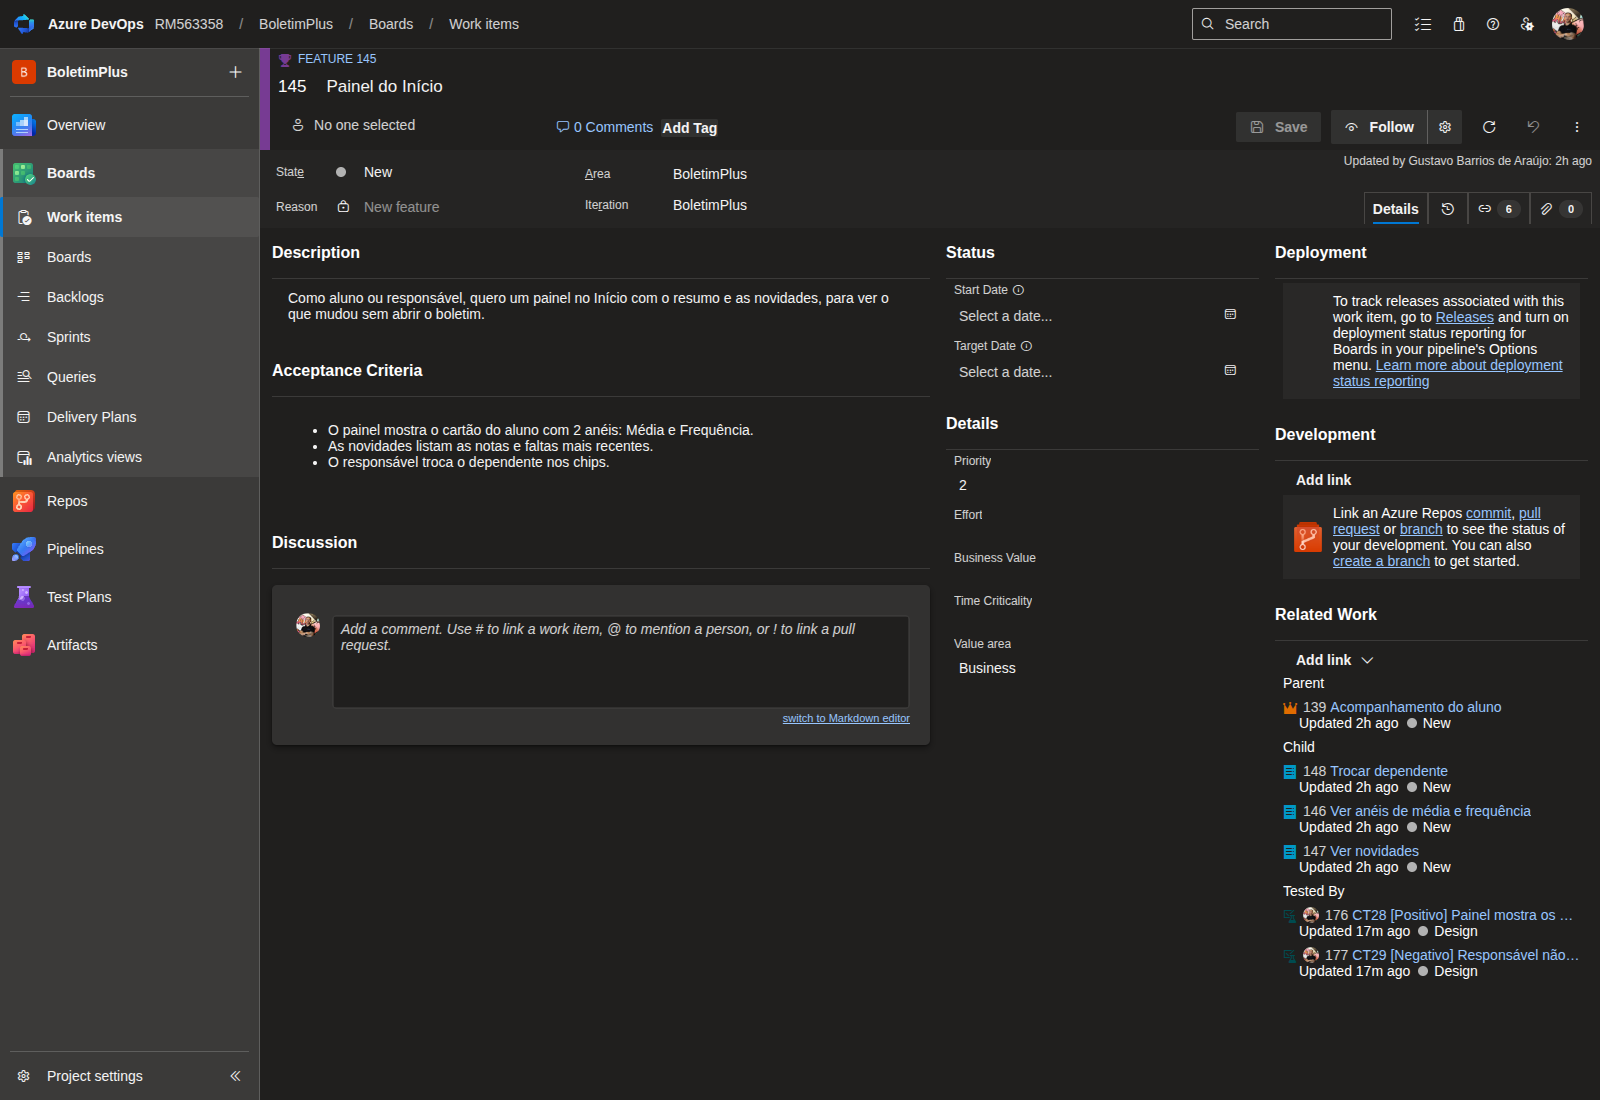 Azure DevOps RM563358 / BoletimPlus / Boards / Work items
Search
B BoletimPlus
Overview
Boards
Work items
Boards
Backlogs
Sprints
Queries
Delivery Plans
Analytics views
Repos
Pipelines
Test Plans
Artifacts
Project settings
FEATURE 145
145 Painel do Início
No one selected
0 Comments
Add Tag
Save
Follow
Updated by Gustavo Barrios de Araújo: 2h ago
State New
Area BoletimPlus
Reason New feature
Iteration BoletimPlus
Details
6
0
Description
Como aluno ou responsável, quero um painel no Início com o resumo e as novidades, para ver o
que mudou sem abrir o boletim.
Acceptance Criteria
O painel mostra o cartão do aluno com 2 anéis: Média e Frequência.
As novidades listam as notas e faltas mais recentes.
O responsável troca o dependente nos chips.
Discussion
Add a comment. Use # to link a work item, @ to mention a person, or ! to link a pull
request.
switch to Markdown editor
Status
Start Date
Select a date...
Target Date
Select a date...
Details
Priority
2
Effort
Business Value
Time Criticality
Value area
Business
Deployment
To track releases associated with this
work item, go to Releases and turn on
deployment status reporting for
Boards in your pipeline's Options
menu. Learn more about deployment
status reporting
Development
Add link
Link an Azure Repos commit, pull
request or branch to see the status of
your development. You can also
create a branch to get started.
Related Work
Add link
Parent
139 Acompanhamento do aluno
Updated 2h ago New
Child
148 Trocar dependente
Updated 2h ago New
146 Ver anéis de média e frequência
Updated 2h ago New
147 Ver novidades
Updated 2h ago New
Tested By
176 CT28 [Positivo] Painel mostra os …
Updated 17m ago Design
177 CT29 [Negativo] Responsável não…
Updated 17m ago Design